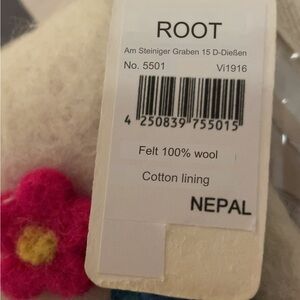 ROOT
Am Steiniger Graben 15 D-Dießen
No. 5501 Vi1916
4 250839 755015
Felt 100% wool
Cotton lining
NEPAL